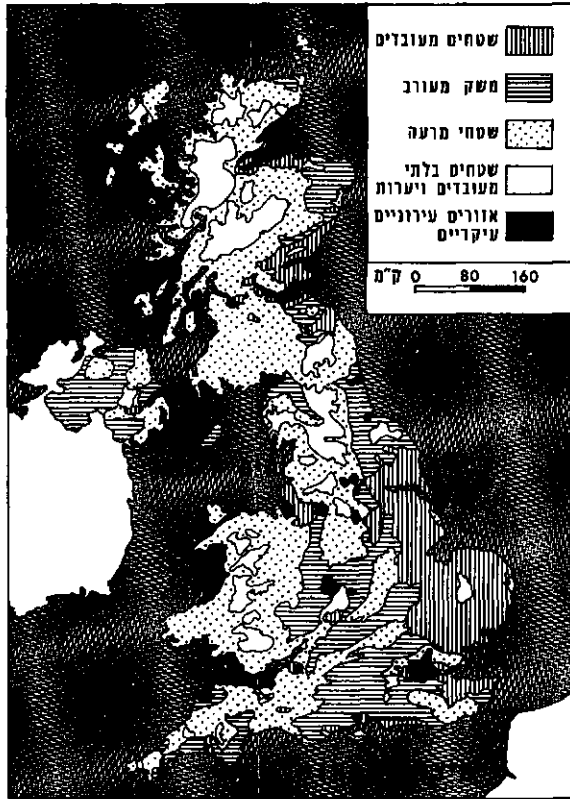 שטחים מעובדים
משק מעורב
שטחי מרעה
שטחים בלתי
מעובדים ויערות
אזורים עירוניים
עיקריים
ק"מ 0 80 160